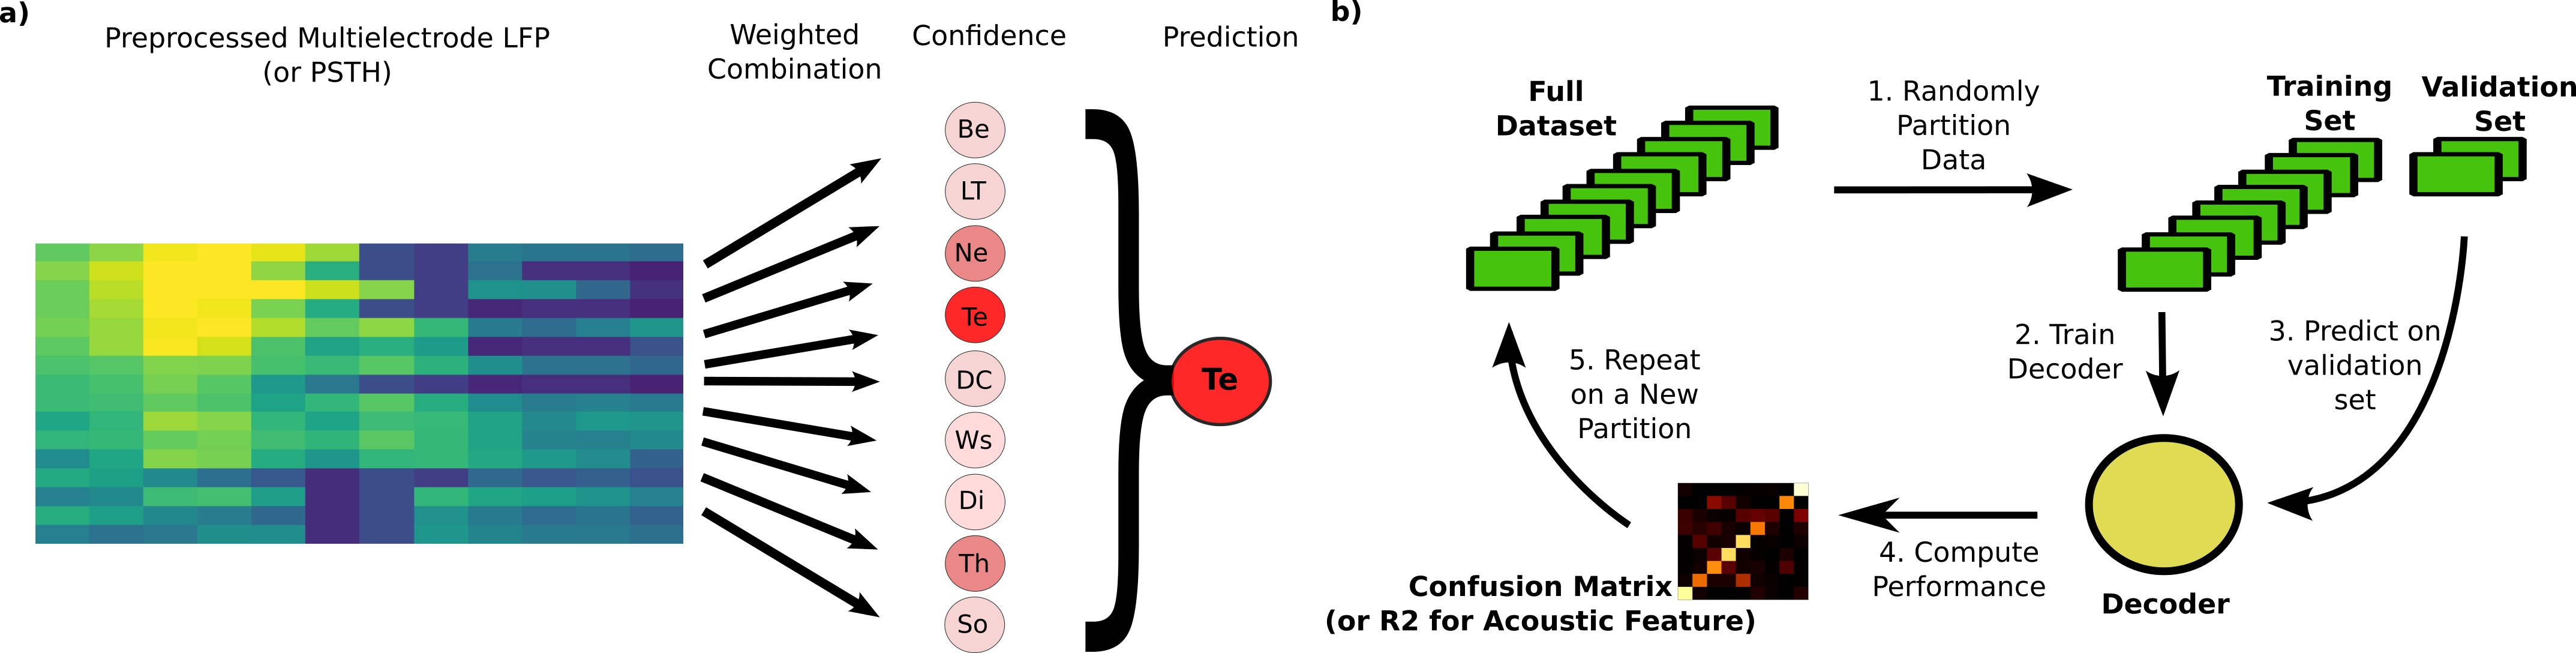 a)
Preprocessed Multielectrode LFP
(or PSTH)
Weighted
Combination
Confidence
Prediction
Be
LT
Ne
Te
DC
Ws
Di
Th
So
Te
b)
Full
Dataset
1. Randomly
Partition
Data
Training
Set
Validation
Set
2. Train
Decoder
3. Predict on
validation
set
5. Repeat
on a New
Partition
4. Compute
Performance
Confusion Matrix
(or R2 for Acoustic Feature)
Decoder